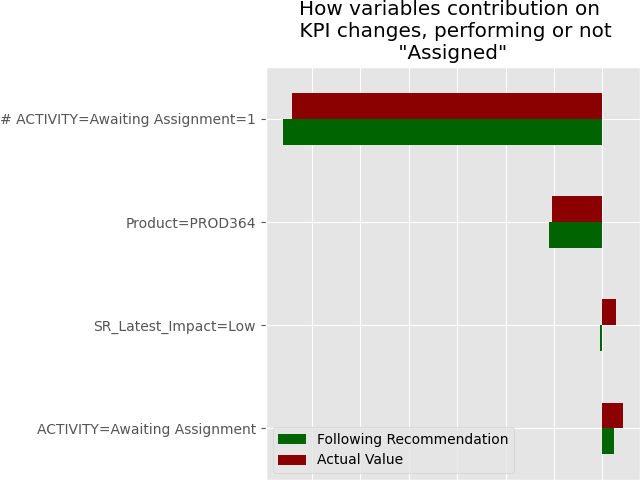 How variables contribution on
KPI changes, performing or not
"Assigned"
# ACTIVITY=Awaiting Assignment=1
Product=PROD364
SR_Latest_Impact=Low
ACTIVITY=Awaiting Assignment
Following Recommendation
Actual Value